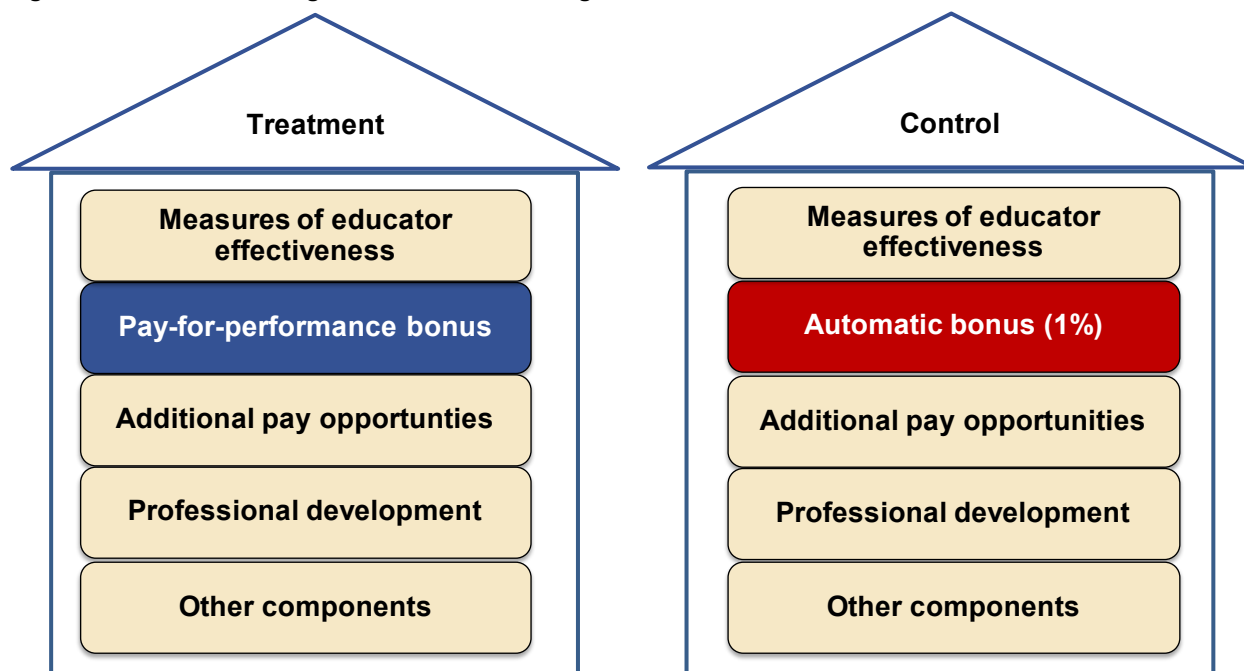 Treatment
Measures of educator
effectiveness
Pay-for-performance bonus
Additional pay opportunties
Professional development
Other components
Control
Measures of educator
effectiveness
Automatic bonus (1%)
Additional pay opportunities
Professional development
Other components